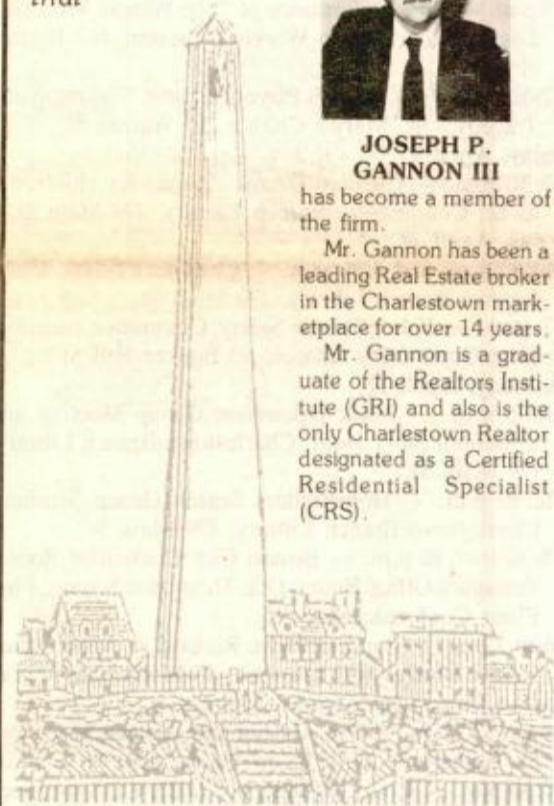 that
JOSEPH P.
GANNON III
has become a member of
the firm.
Mr. Gannon has been a
leading Real Estate broker
in the Charlestown mark-
etplace for over 14 years.
Mr. Gannon is a grad-
uate of the Realtors Insti-
tute (GRI) and also is the
only Charlestown Realtor
designated as a Certified
Residential Specialist
(CRS).